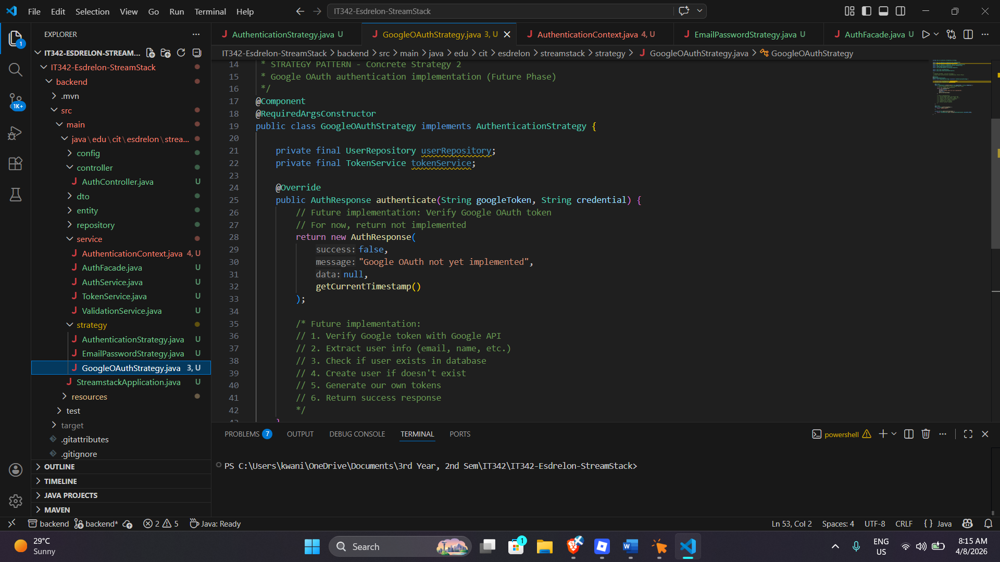 File Edit Selection View Go Run Terminal Help
IT342-Esdrelon-StreamStack
EXPLORER
IT342-ESDRELON-STREAM...
IT342-Esdrelon-StreamStack
backend
.mvn
src
main
java\edu\cit\esdrelon\strea...
config
controller
AuthController.java U
dto
entity
repository
service
AuthenticationContext.java 4, U
AuthFacade.java U
AuthService.java U
TokenService.java U
ValidationService.java U
strategy
AuthenticationStrategy.java U
EmailPasswordStrategy.java U
GoogleOAuthStrategy.java 3, U
StreamstackApplication.java U
resources
test
target
.gitattributes
.gitignore
OUTLINE
TIMELINE
JAVA PROJECTS
MAVEN
1
1K+
AuthenticationStrategy.java U
GoogleOAuthStrategy.java 3, U
AuthenticationContext.java 4, U
EmailPasswordStrategy.java U
AuthFacade.java U
IT342-Esdrelon-StreamStack > backend > src > main > java > edu > cit > esdrelon > streamstack > strategy > GoogleOAuthStrategy.java > GoogleOAuthStrategy
14 * STRATEGY PATTERN - Concrete Strategy 2
15 * Google OAuth authentication implementation (Future Phase)
16 */
17 @Component
18 @RequiredArgsConstructor
19 public class GoogleOAuthStrategy implements AuthenticationStrategy {
20
21 private final UserRepository userRepository;
22 private final TokenService tokenService;
23
24 @Override
25 public AuthResponse authenticate(String googleToken, String credential) {
26 // Future implementation: Verify Google OAuth token
27 // For now, return not implemented
28 return new AuthResponse(
29 success: false,
30 message: "Google OAuth not yet implemented",
31 data: null,
32 getCurrentTimestamp()
33 );
34
35 /* Future implementation:
36 // 1. Verify Google token with Google API
37 // 2. Extract user info (email, name, etc.)
38 // 3. Check if user exists in database
39 // 4. Create user if doesn't exist
40 // 5. Generate our own tokens
41 // 6. Return success response
42 */
PROBLEMS 7 OUTPUT DEBUG CONSOLE TERMINAL PORTS
powershell
PS C:\Users\kwani\OneDrive\Documents\3rd Year, 2nd Sem\IT342\IT342-Esdrelon-StreamStack>
backend backend* 2 5 Java: Ready
Ln 53, Col 2 Spaces: 4 UTF-8 CRLF {} Java
29°C
Sunny
Search
1
ENG
US
8:15 AM
4/8/2026